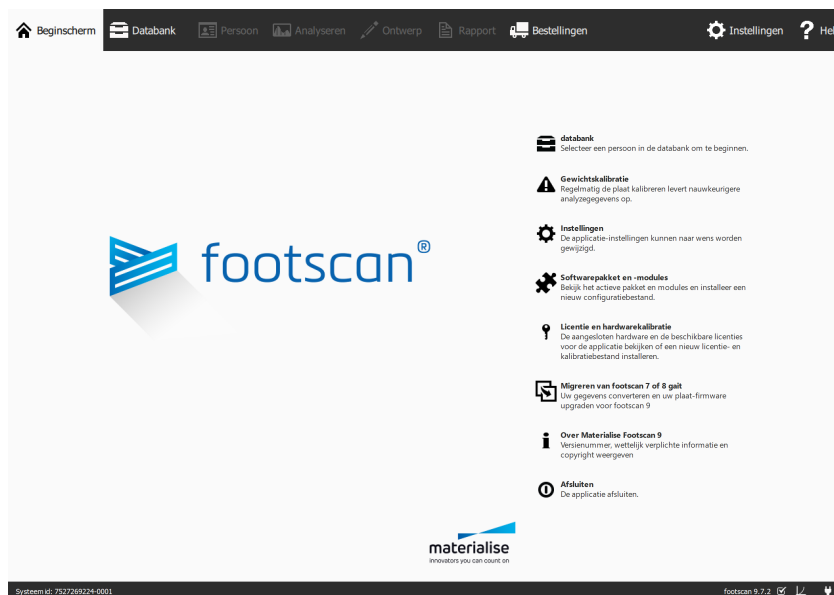 Beginscherm Databank Persoon Analyseren Ontwerp Rapport Bestellingen Instellingen Hel
databank
Selecteer een persoon in de databank om te beginnen.
Gewichtskalibratie
Regelmatig de plaat kalibreren levert nauwkeurigere
analyzegegevens op.
Instellingen
De applicatie-instellingen kunnen naar wens worden
gewijzigd.
footscan®
Softwarepakket en -modules
Bekijk het actieve pakket en modules en installeer een
nieuw configuratiebestand.
Licentie en hardwarekalibratie
De aangesloten hardware en de beschikbare licenties
voor de applicatie bekijken of een nieuw licentie- en
kalibratiebestand installeren.
Migreren van footscan 7 of 8 gait
Uw gegevens converteren en uw plaat-firmware
upgraden voor footscan 9
Over Materialise Footscan 9
Versienummer, wettelijk verplichte informatie en
copyright weergeven
Afsluiten
De applicatie afsluiten.
materialise
innovators you can count on
Systeem id: 7527269224-0001 footscan 9.7.2